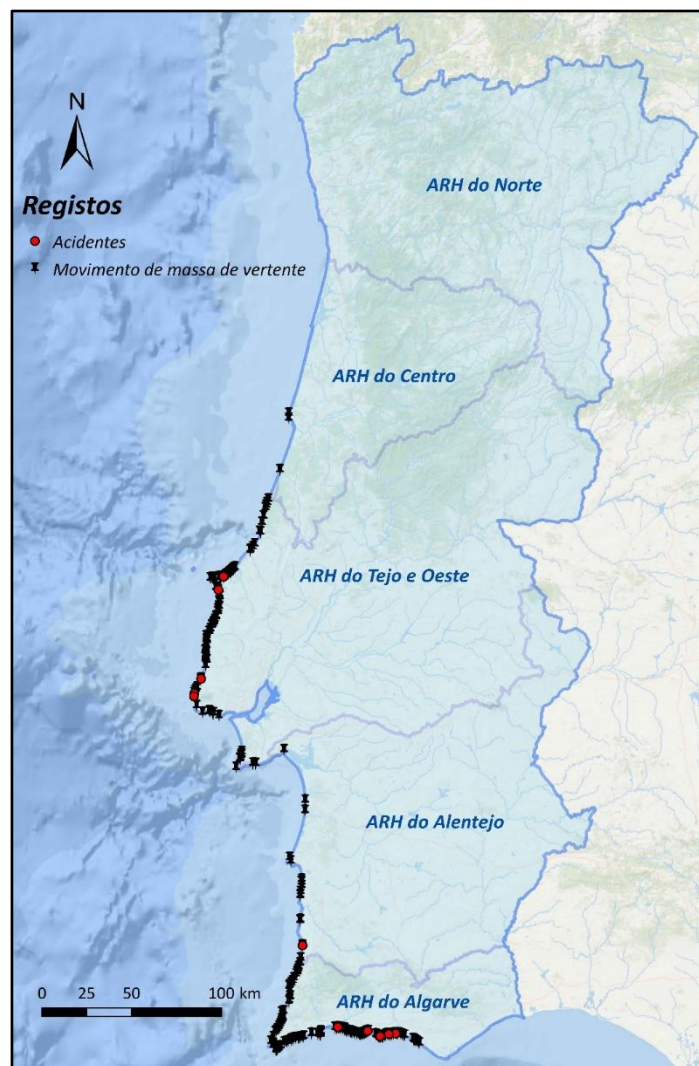 ARH do Norte
N
Registos
Acidentes
Movimento de massa de vertente
ARH do Centro
ARH do Tejo e Oeste
ARH do Alentejo
ARH do Algarve
0 25 50 100 km